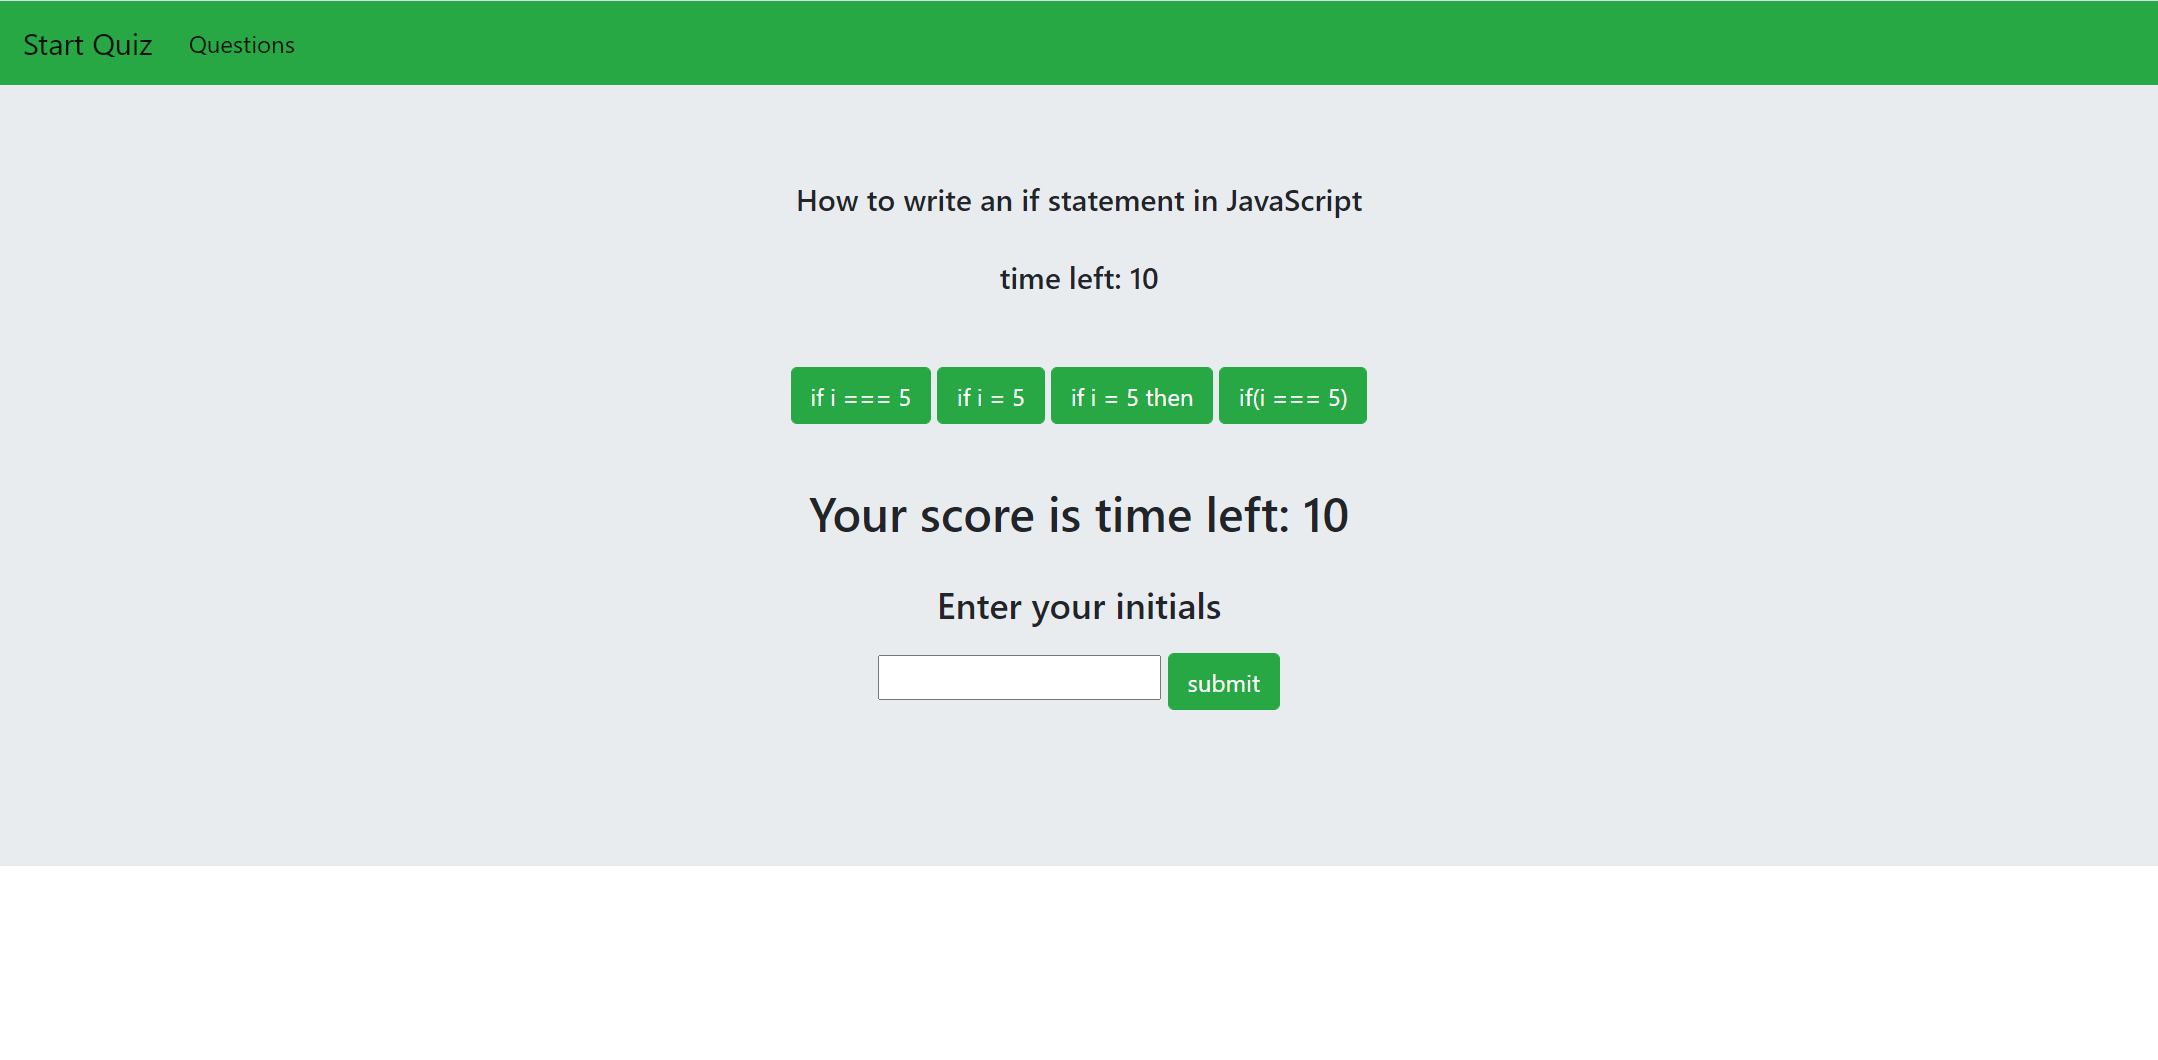 Start Quiz Questions
How to write an if statement in JavaScript
time left: 10
if i === 5 if i = 5 if i = 5 then if(i === 5)
Your score is time left: 10
Enter your initials
submit